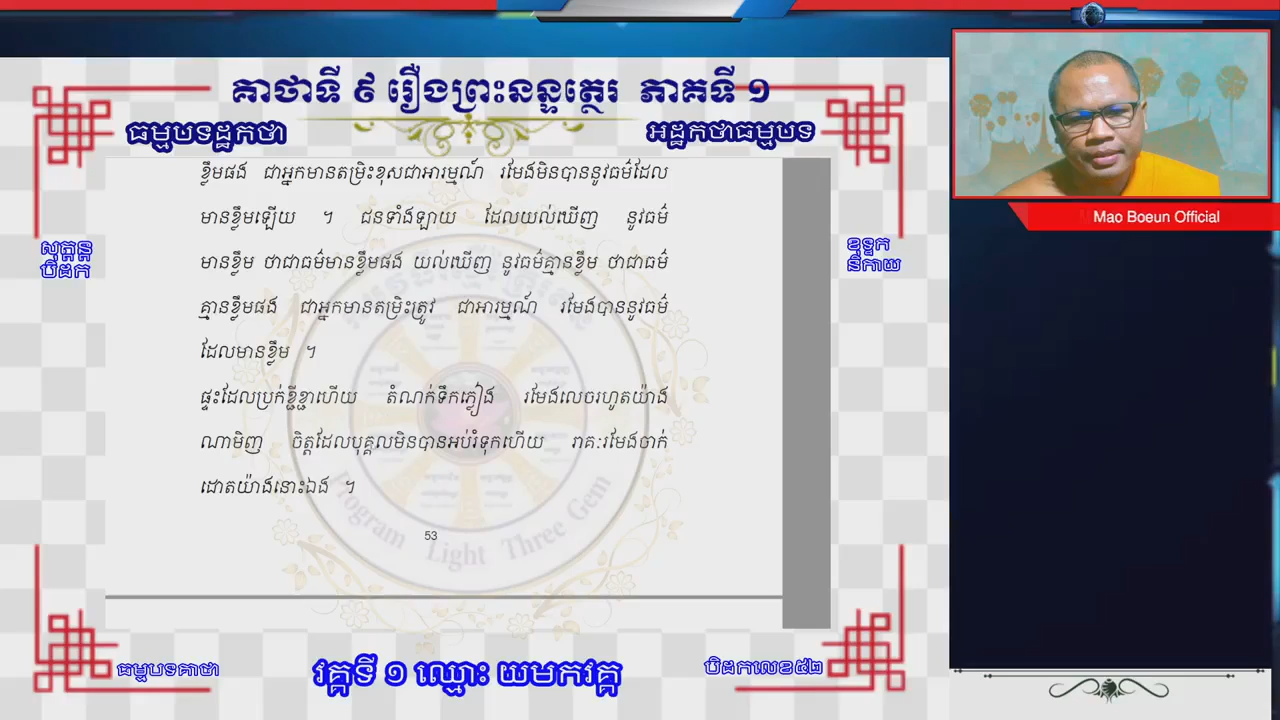 គាថាទី ៩ រឿងព្រះនន្ទត្ថេរ ភាគទី ១
ធម្មបទដ្ឋកថា
អដ្ឋកថាធម្មបទ
Mao Boeun Official
ខ្លឹមផង ជាអ្នកមានតម្រិះខុសជាអារម្មណ៍ រមែងមិនបាននូវធម៌ដែល
មានខ្លឹមឡើយ ។ ជនទាំងឡាយ ដែលយល់ឃើញ នូវធម៌
មានខ្លឹម ថាជាធម៌មានខ្លឹមផង យល់ឃើញ នូវធម៌គ្មានខ្លឹម ថាជាធម៌
គ្មានខ្លឹមផង ជាអ្នកមានតម្រិះត្រូវ ជាអារម្មណ៍ រមែងបាននូវធម៌
ដែលមានខ្លឹម ។
ផ្ទះដែលប្រក់ខ្ជីខ្ជាហើយ តំណក់ទឹកភ្លៀង រមែងលេចរហូតយ៉ាង
ណាមិញ ចិត្តដែលបុគ្គលមិនបានអប់រំទុកហើយ រាគៈរមែងចាក់
ដោតយ៉ាងនោះឯង ។
53
Program Light Three Gem
សុត្តន្ត
បិដក
ខុទ្ទក
និកាយ
ធម្មបទគាថា
វគ្គទី ១ ឈ្មោះ យមកវគ្គ
បិដកលេខ៥២